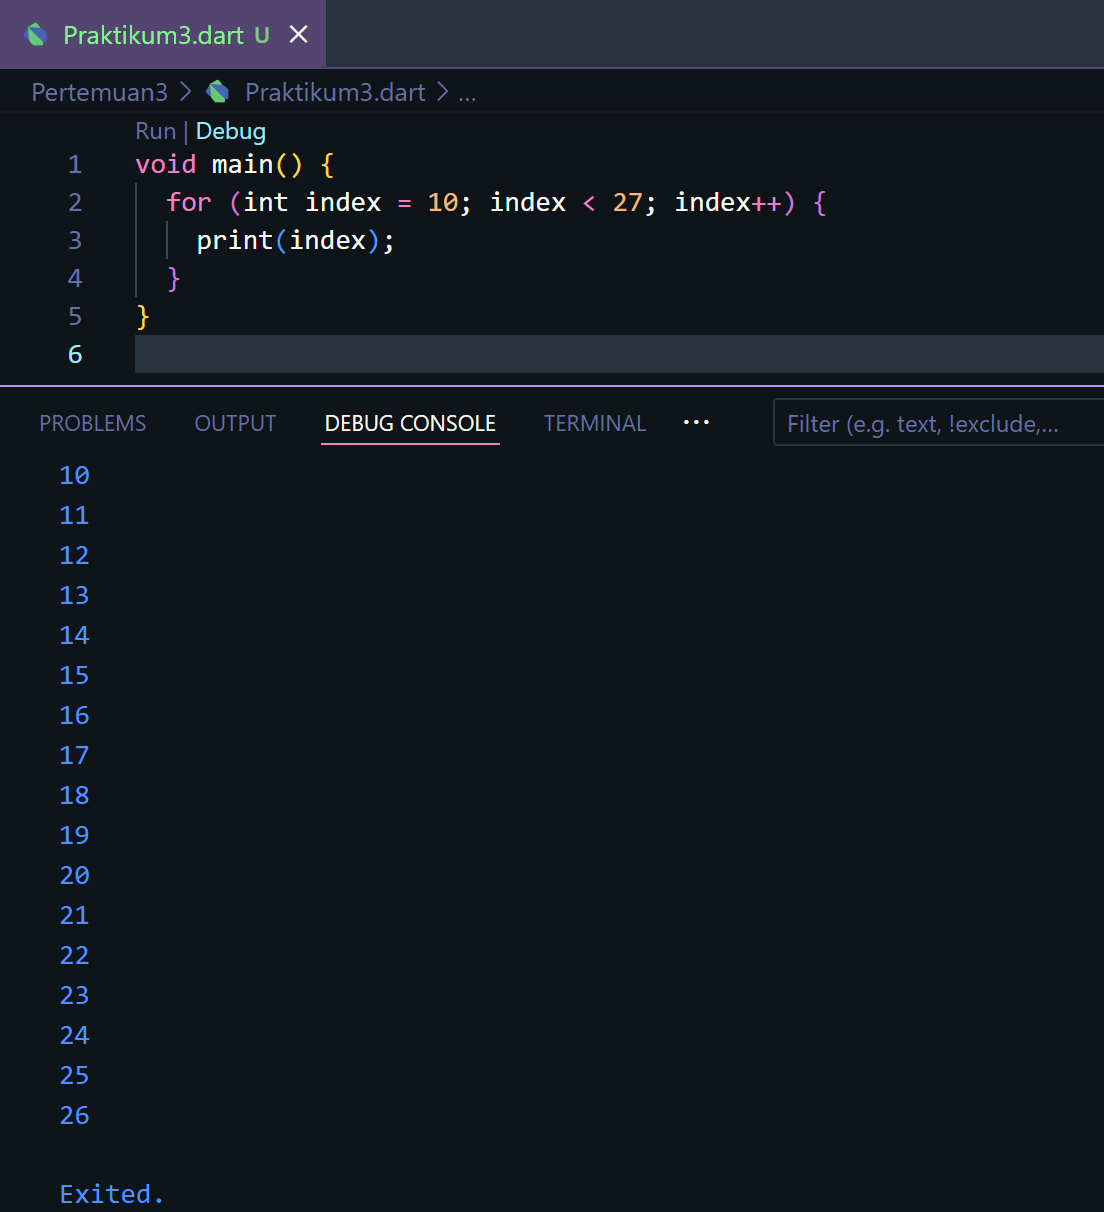 Praktikum3.dart U
Pertemuan3 > Praktikum3.dart > ...
Run | Debug
1 void main() {
2 for (int index = 10; index < 27; index++) {
3 print(index);
4 }
5 }
6
PROBLEMS OUTPUT DEBUG CONSOLE TERMINAL ··· Filter (e.g. text, !exclude,...
10
11
12
13
14
15
16
17
18
19
20
21
22
23
24
25
26
Exited.